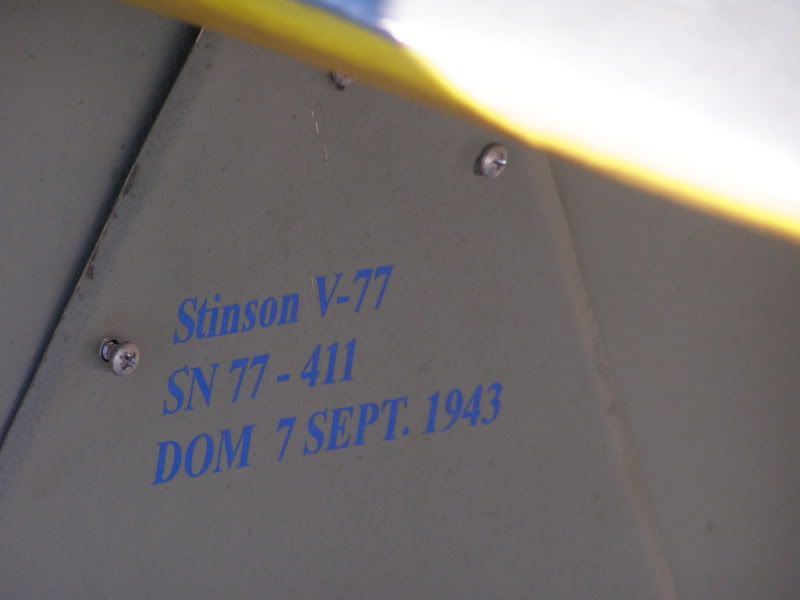 Stinson V-77
SN 77 - 411
DOM 7 SEPT. 1943